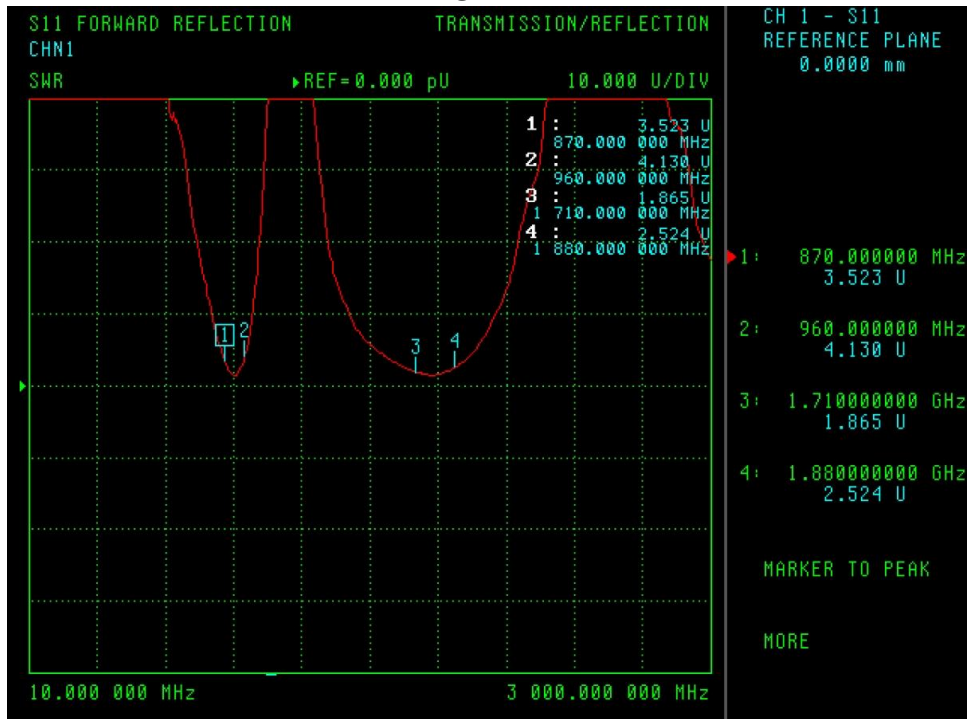 S11 FORWARD REFLECTION TRANSMISSION/REFLECTION
CHN1
SWR ▸REF=0.000 pU 10.000 U/DIV
1 : 3.523 U
870.000 000 MHz
2 : 4.130 U
960.000 000 MHz
3 : 1.865 U
1 710.000 000 MHz
4 : 2.524 U
1 880.000 000 MHz
1 2 3 4
10.000 000 MHz 3 000.000 000 MHz
CH 1 - S11
REFERENCE PLANE
0.0000 mm
1: 870.000000 MHz
3.523 U
2: 960.000000 MHz
4.130 U
3: 1.710000000 GHz
1.865 U
4: 1.880000000 GHz
2.524 U
MARKER TO PEAK
MORE